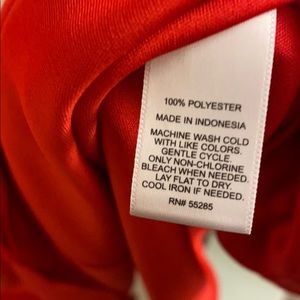 100% POLYESTER
MADE IN INDONESIA
MACHINE WASH COLD
WITH LIKE COLORS.
GENTLE CYCLE.
ONLY NON-CHLORINE
BLEACH WHEN NEEDED.
LAY FLAT TO DRY.
COOL IRON IF NEEDED.
RN# 55285